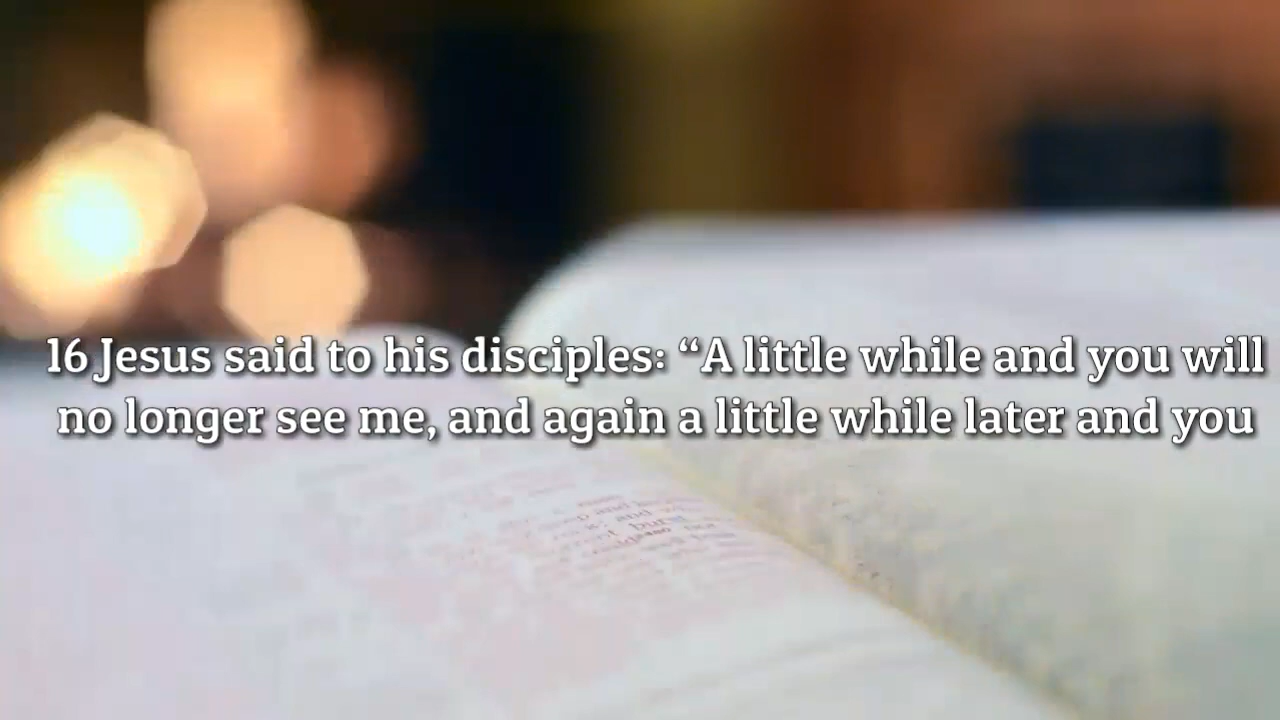 16 Jesus said to his disciples: “A little while and you will
no longer see me, and again a little while later and you